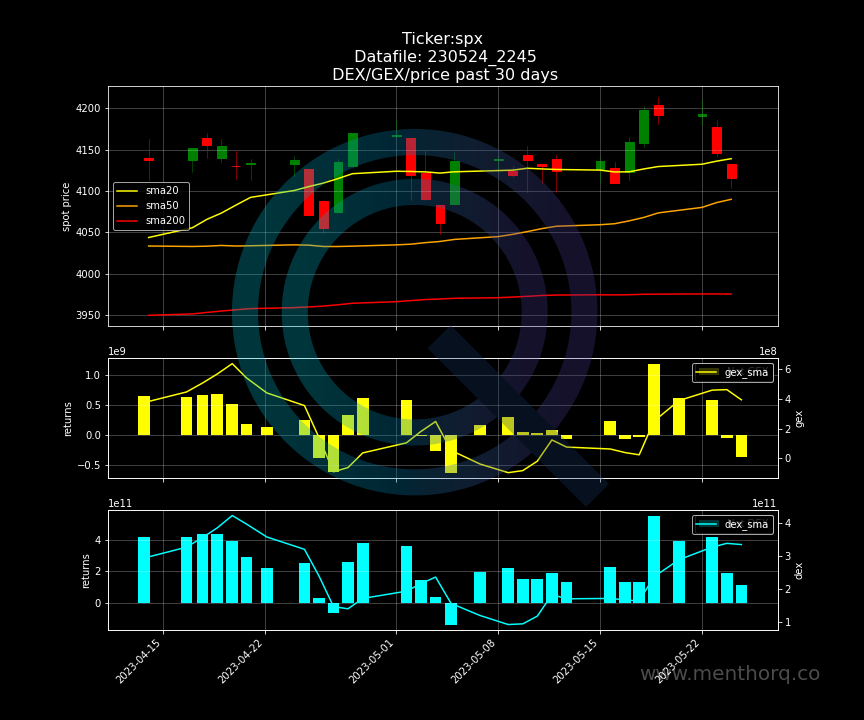 Ticker:spx
Datafile: 230524_2245
DEX/GEX/price past 30 days
4200
4150
4100
4050
4000
3950
spot price
sma20
sma50
sma200
1e9
1e8
1.0
0.5
0.0
−0.5
returns
gex_sma
6
4
2
0
gex
1e11
1e11
4
2
0
returns
dex_sma
4
3
2
1
dex
2023-04-15
2023-04-22
2023-05-01
2023-05-08
2023-05-15
2023-05-22
www.menthorq.co